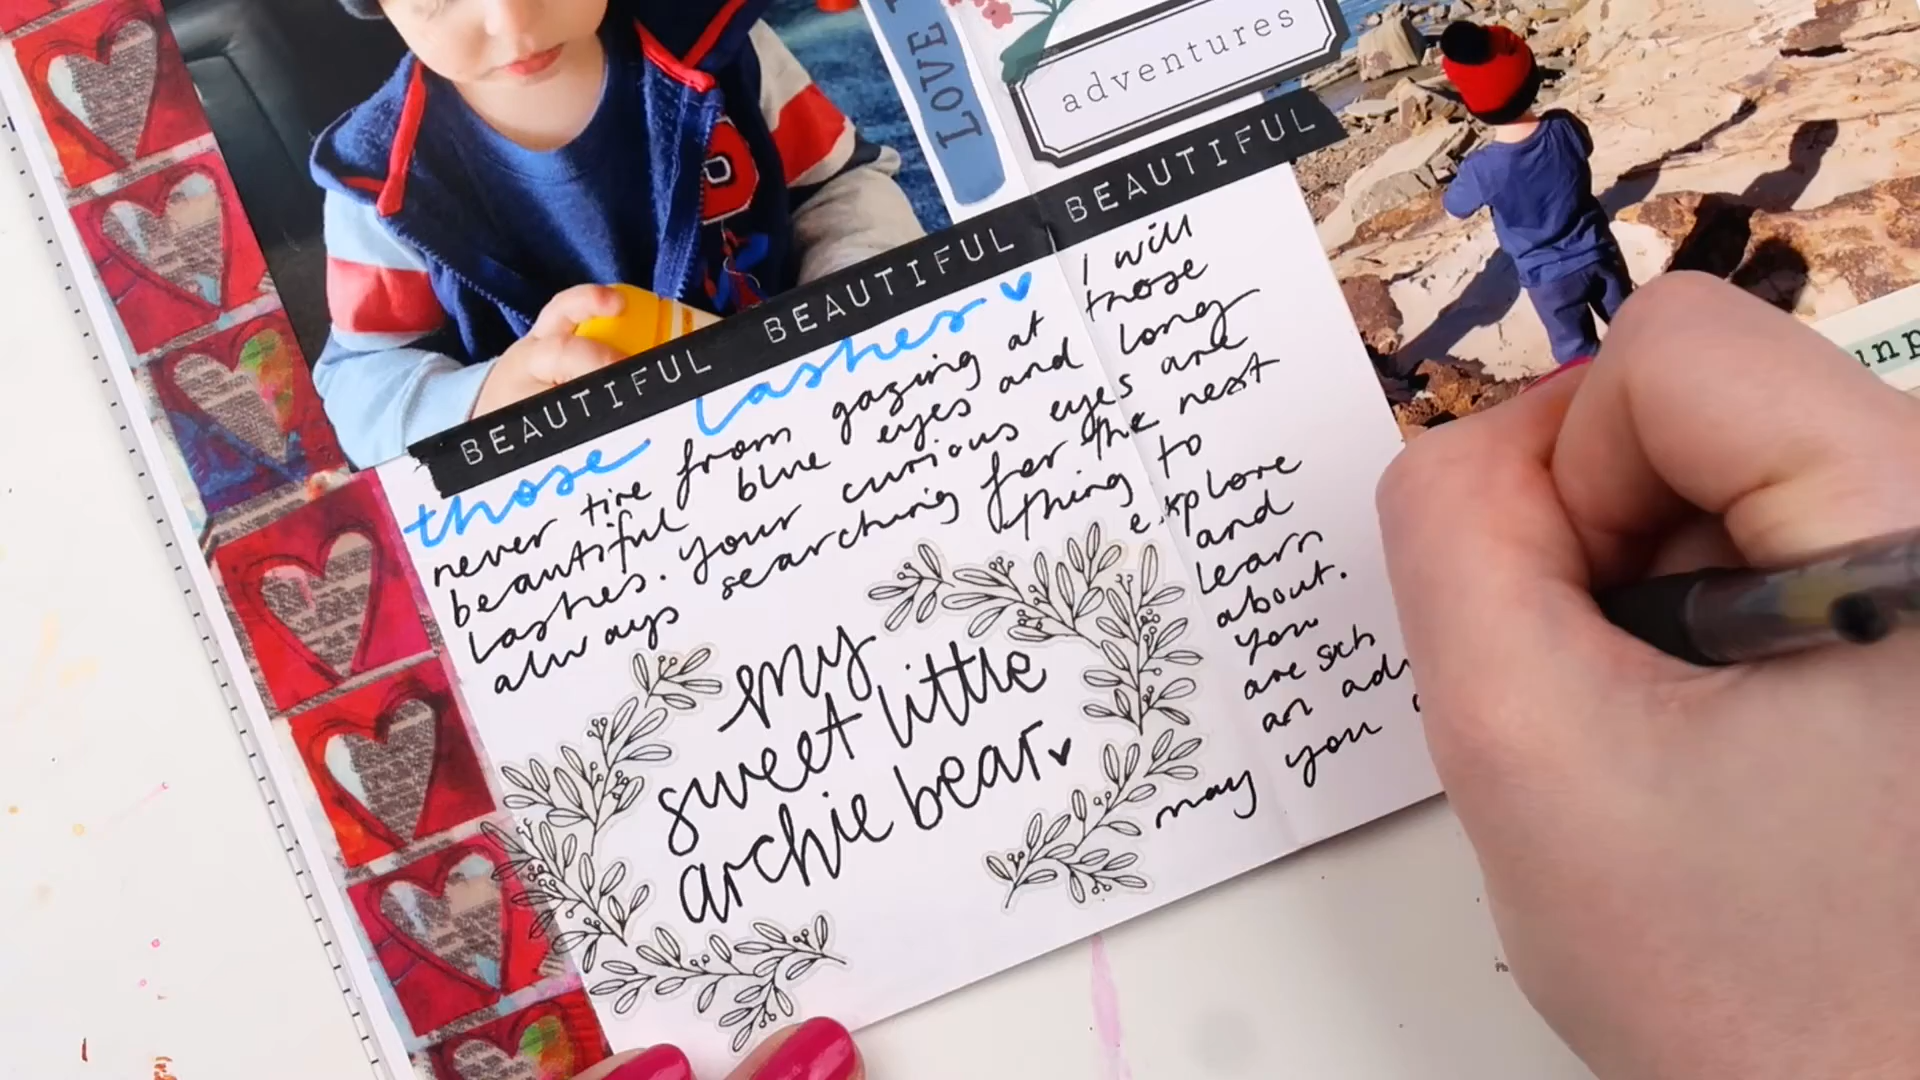 LOVE
adventures
BEAUTIFUL BEAUTIFUL BEAUTIFUL BEAUTIFUL
those lashes
I will
never tire from gazing at those
beautiful blue eyes and long
lashes. your curious eyes are
always searching for the next
thing to
explore
and
learn
about.
you
are sch
an
may you
my
sweet little
archie bear